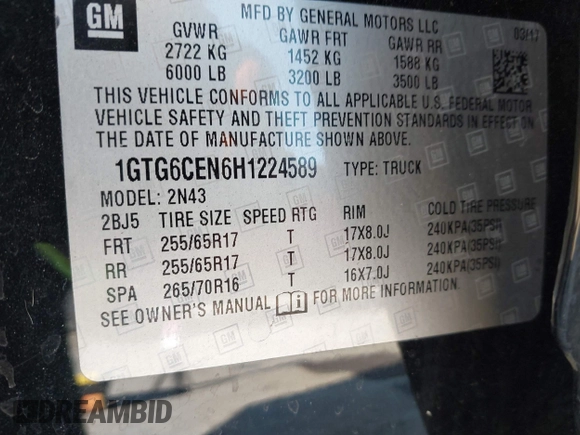 GM
MFD BY GENERAL MOTORS LLC
03/17
GVWR GAWR FRT GAWR RR
2722 KG 1452 KG 1588 KG
6000 LB 3200 LB 3500 LB
THIS VEHICLE CONFORMS TO ALL APPLICABLE U.S. FEDERAL MOTOR
VEHICLE SAFETY AND THEFT PREVENTION STANDARDS IN EFFECT ON
THE DATE OF MANUFACTURE SHOWN ABOVE.
1GTG6CEN6H1224589 TYPE: TRUCK
MODEL: 2N43
2BJ5 TIRE SIZE SPEED RTG RIM COLD TIRE PRESSURE
FRT 255/65R17 T 17X8.0J 240KPA(35PSI)
RR 255/65R17 T 17X8.0J 240KPA(35PSI)
SPA 265/70R16 T 16X7.0J 240KPA(35PSI)
SEE OWNER'S MANUAL i FOR MORE INFORMATION.
DREAMBID